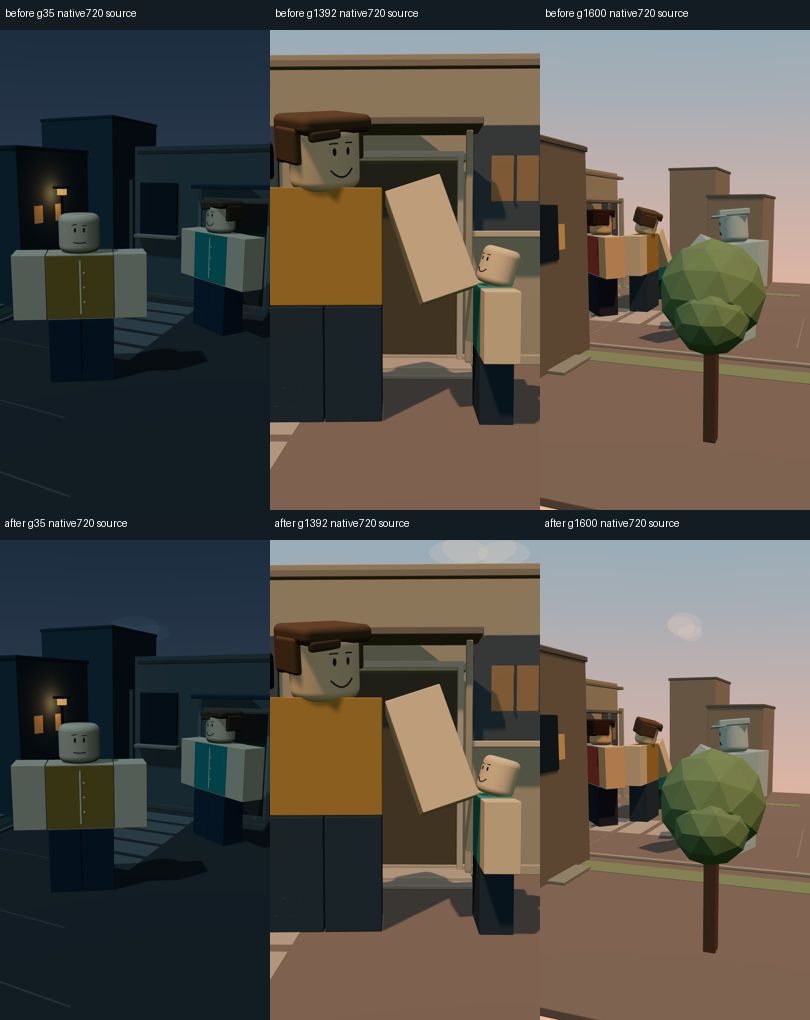 before g35 native720 source
before g1392 native720 source
before g1600 native720 source
after g35 native720 source
after g1392 native720 source
after g1600 native720 source